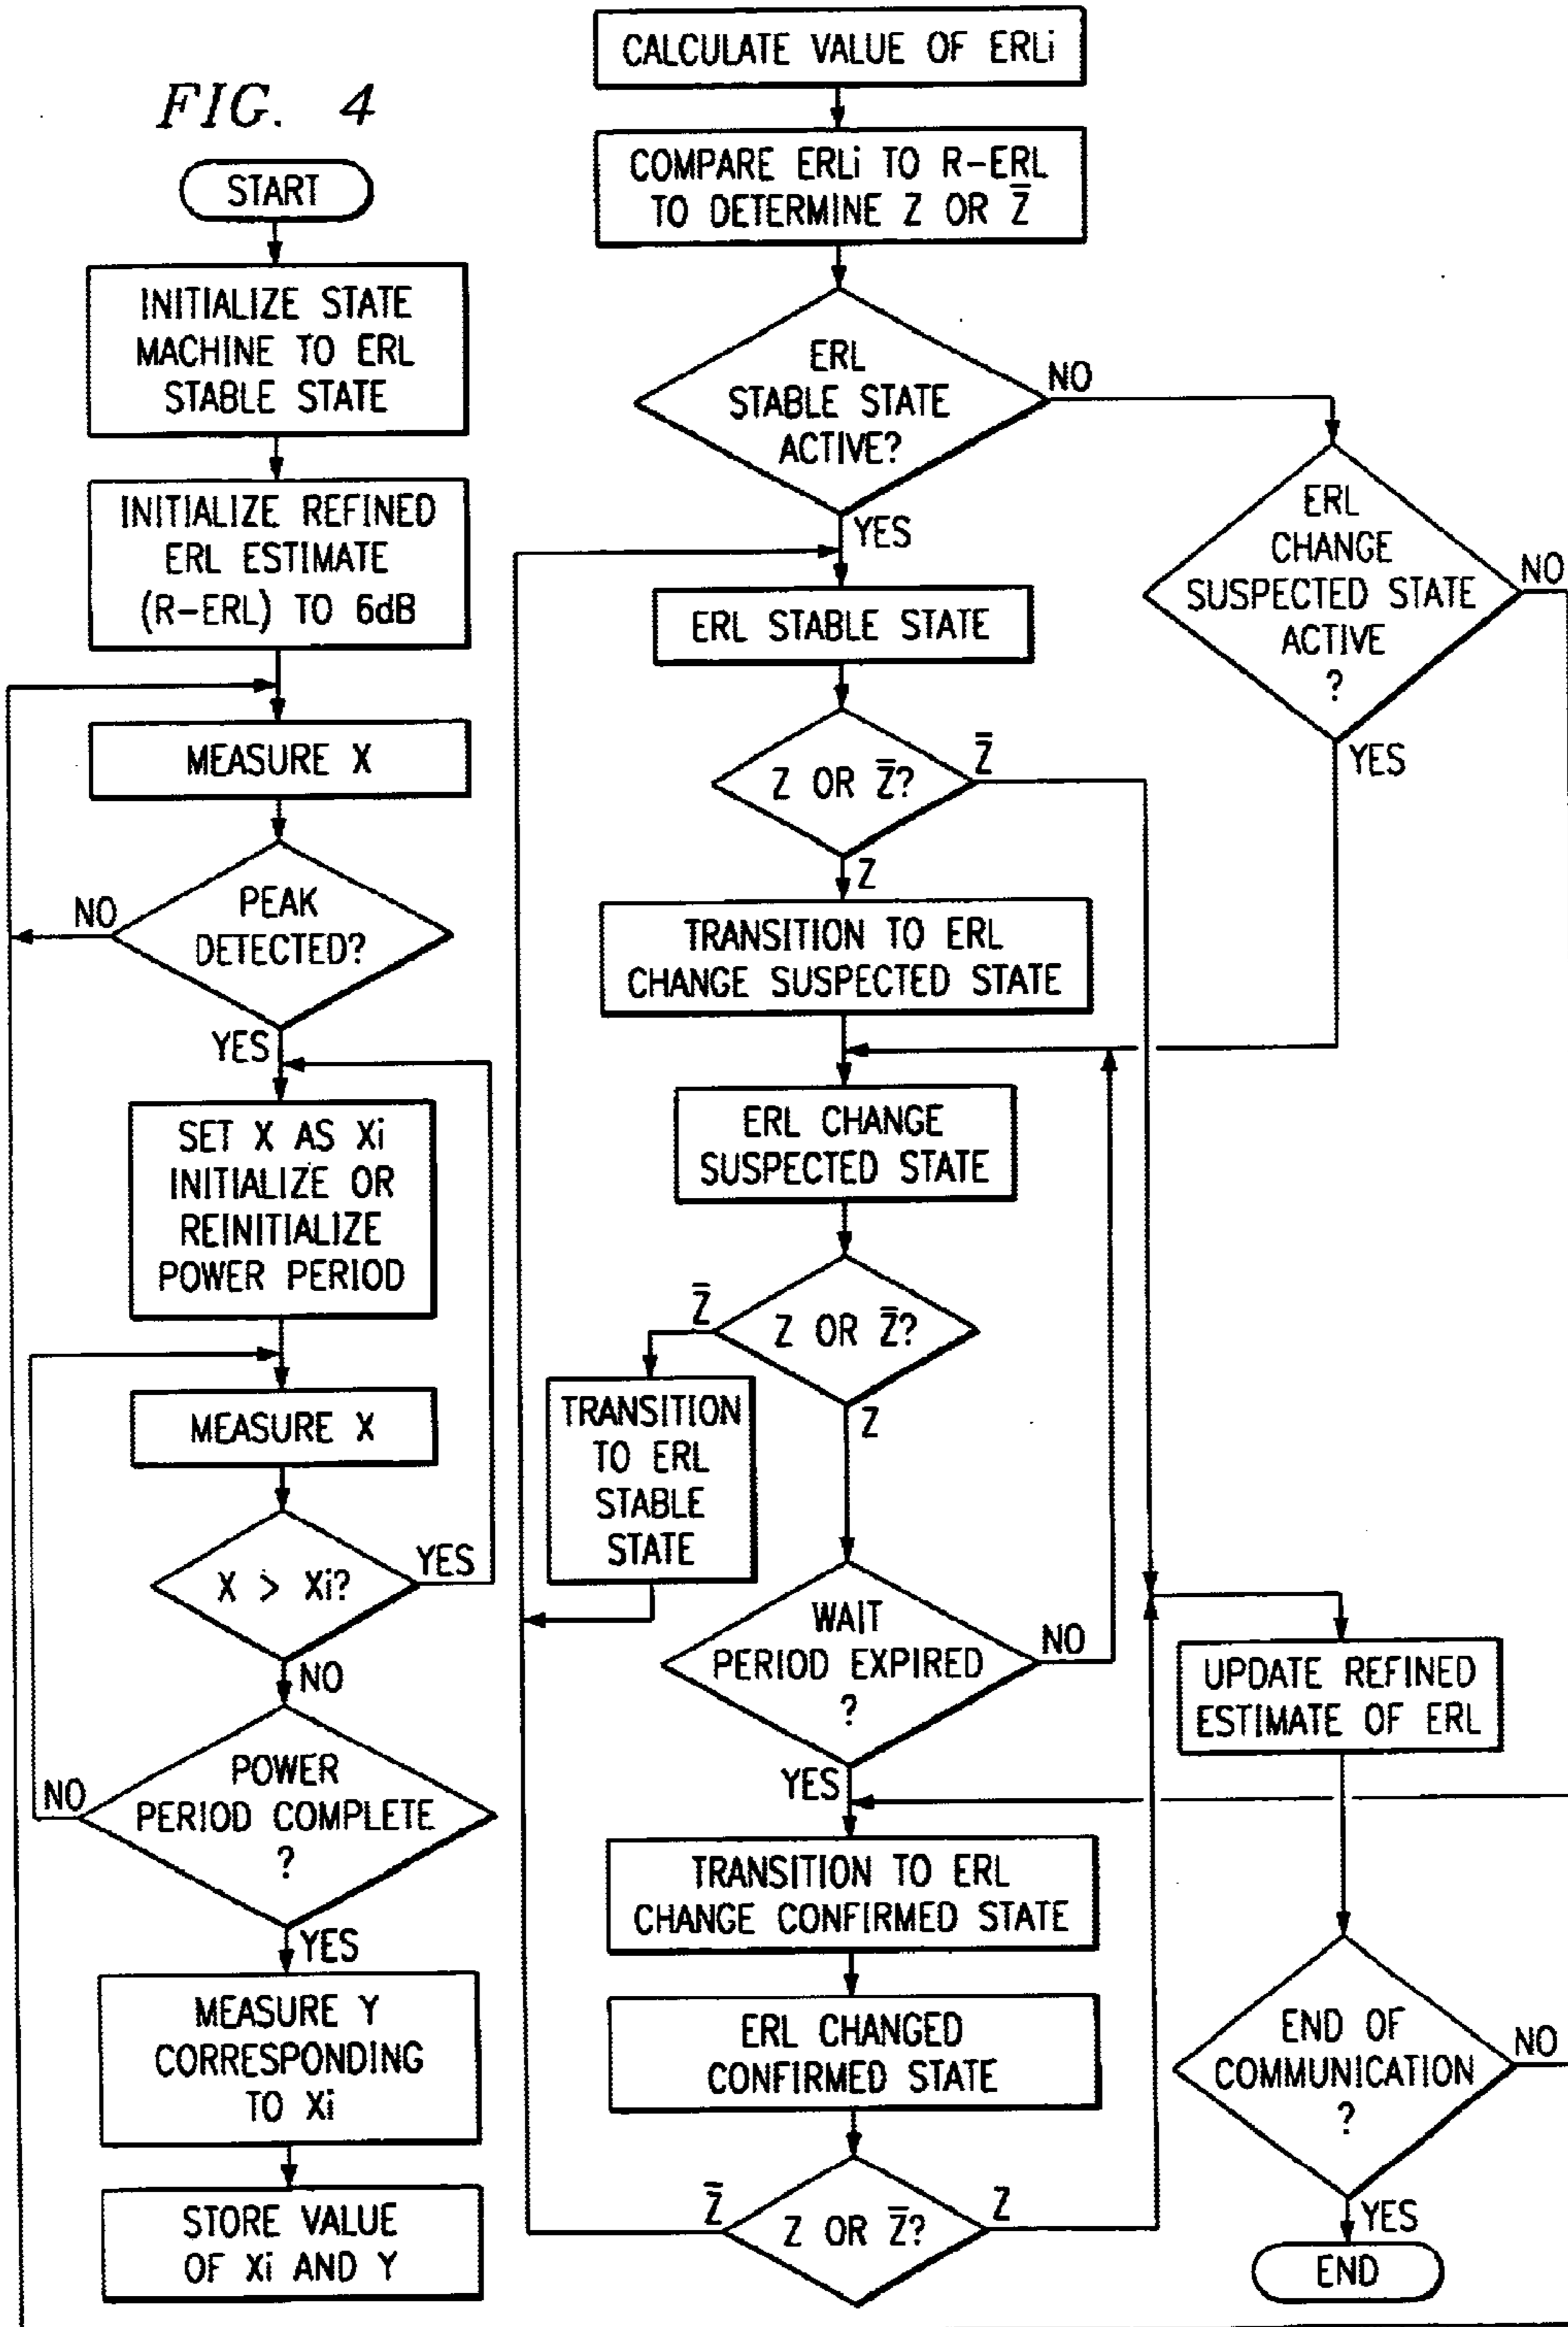 FIG. 4
START
INITIALIZE STATE
MACHINE TO ERL
STABLE STATE
INITIALIZE REFINED
ERL ESTIMATE
(R-ERL) TO 6dB
MEASURE X
PEAK
DETECTED?
NO
YES
SET X AS Xi
INITIALIZE OR
REINITIALIZE
POWER PERIOD
MEASURE X
X > Xi?
YES
NO
POWER
PERIOD COMPLETE
?
NO
YES
MEASURE Y
CORRESPONDING
TO Xi
STORE VALUE
OF Xi AND Y
CALCULATE VALUE OF ERLi
COMPARE ERLi TO R-ERL
TO DETERMINE Z OR Z̅
ERL
STABLE STATE
ACTIVE?
NO
YES
ERL STABLE STATE
Z OR Z̅?
Z̅
Z
TRANSITION TO ERL
CHANGE SUSPECTED STATE
ERL CHANGE
SUSPECTED STATE
Z OR Z̅?
Z̅
Z
TRANSITION
TO ERL
STABLE
STATE
WAIT
PERIOD EXPIRED
?
NO
YES
TRANSITION TO ERL
CHANGE CONFIRMED STATE
ERL CHANGED
CONFIRMED STATE
Z OR Z̅?
Z̅
Z
ERL
CHANGE
SUSPECTED STATE
ACTIVE
?
NO
YES
UPDATE REFINED
ESTIMATE OF ERL
END OF
COMMUNICATION
?
NO
YES
END